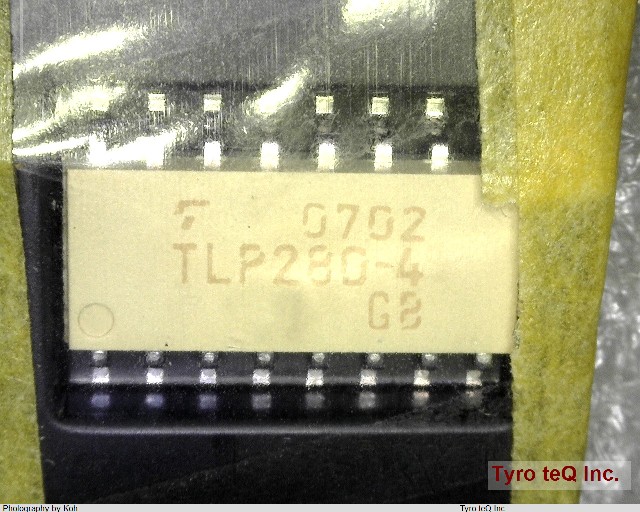 0702
TLP280-4
GB
Tyro teQ Inc.
Photography by Koh
Tyro teQ Inc